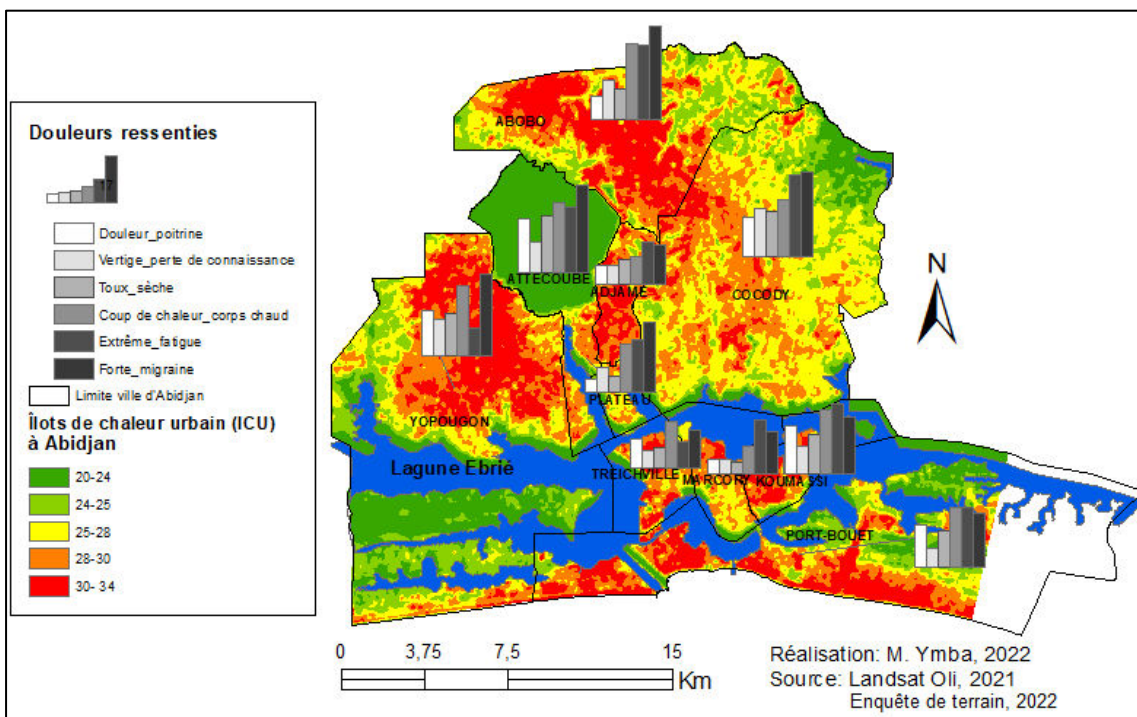 Douleurs ressenties
17
Douleur_poitrine
Vertige_perte de connaissance
Toux_sèche
Coup de chaleur_corps chaud
Extrême_fatigue
Forte_migraine
Limite ville d'Abidjan
Îlots de chaleur urbain (ICU)
à Abidjan
20-24
24-25
25-28
28-30
30- 34
ABOBO
ATTECOUBE
ADJAME
COCODY
N
PLATEAU
YOPOUGON
Lagune Ebrié
TREICHVILLE
MARCORY
KOUMASSI
PORT-BOUET
0 3,75 7,5 15
Km
Réalisation: M. Ymba, 2022
Source: Landsat Oli, 2021
Enquête de terrain, 2022